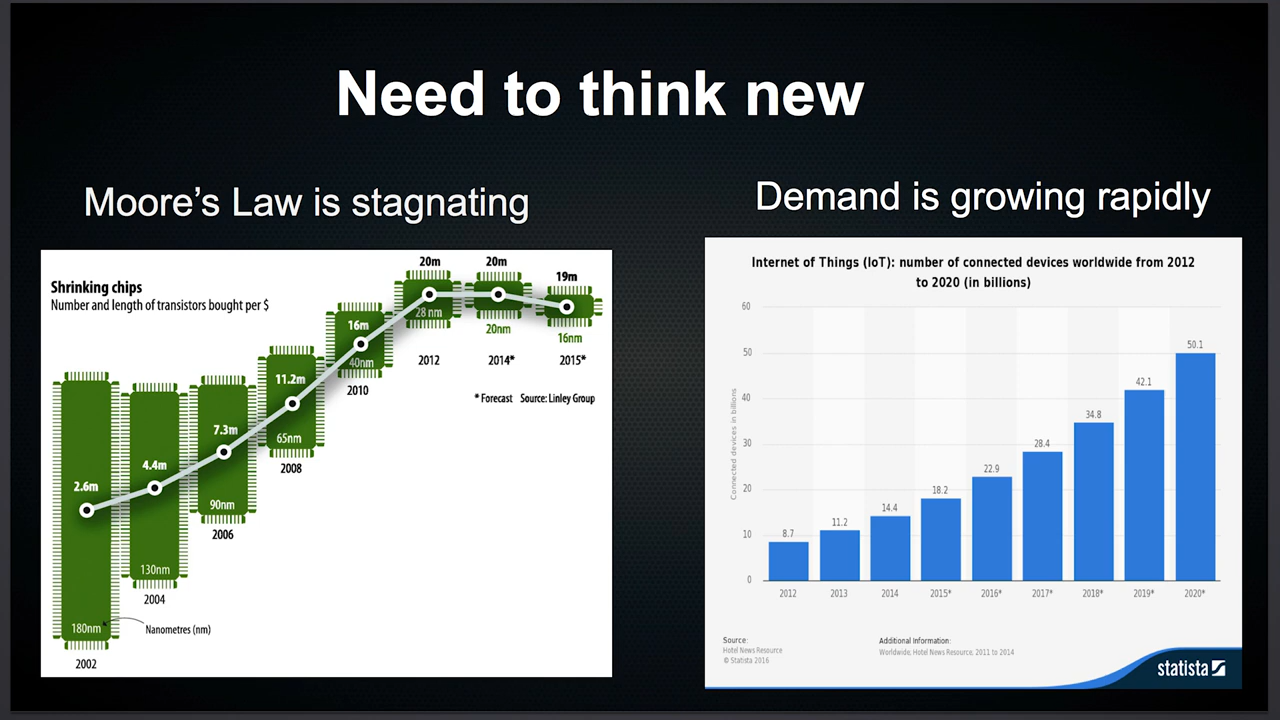 Need to think new
Moore's Law is stagnating
Demand is growing rapidly
Shrinking chips
Number and length of transistors bought per $
2.6m
4.4m
7.3m
11.2m
16m
20m
20m
19m
180nm
130nm
90nm
65nm
40nm
28 nm
20nm
16nm
2002
2004
2006
2008
2010
2012
2014*
2015*
Nanometres (nm)
* Forecast Source: Linley Group
Internet of Things (IoT): number of connected devices worldwide from 2012
to 2020 (in billions)
Connected devices in billions
60
50
40
30
20
10
0
8.7
11.2
14.4
18.2
22.9
28.4
34.8
42.1
50.1
2012
2013
2014
2015*
2016*
2017*
2018*
2019*
2020*
Source:
Hotel News Resource
© Statista 2016
Additional Information:
Worldwide; Hotel News Resource; 2011 to 2014
statista